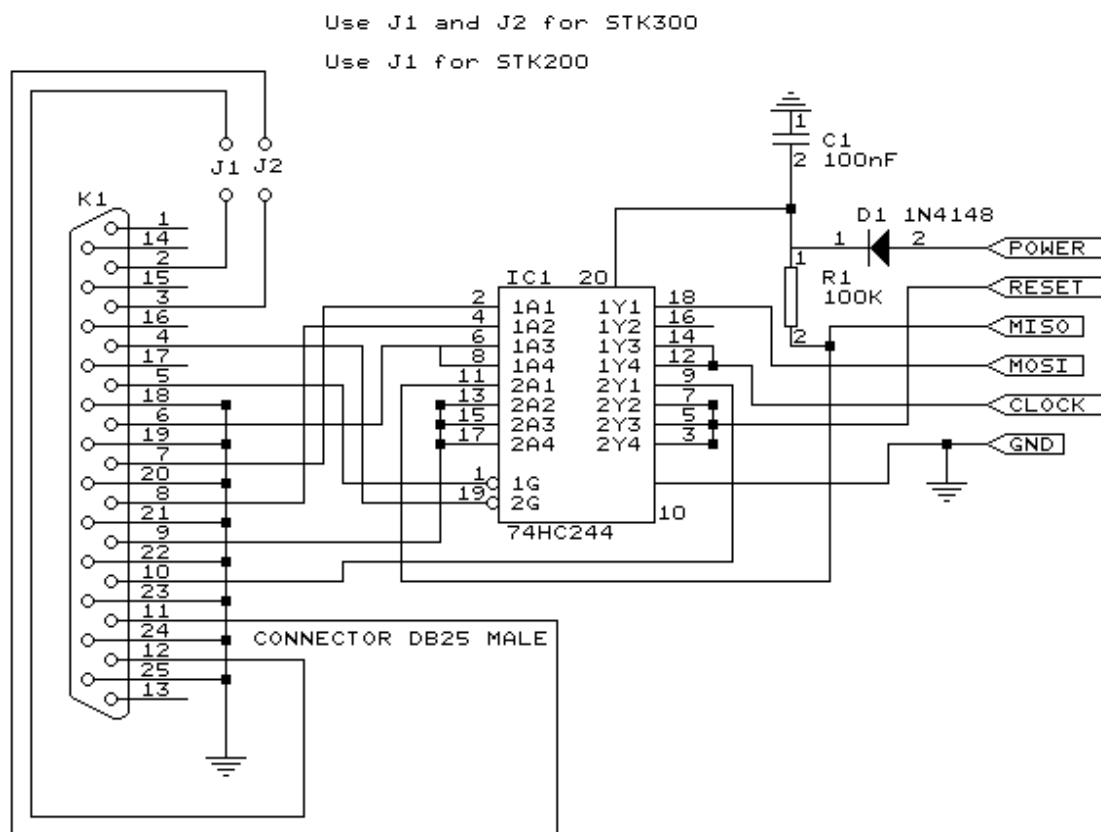 Use J1 and J2 for STK300
Use J1 for STK200
J1 J2
K1
1
14
2
15
3
16
4
17
5
18
6
19
7
20
8
21
9
22
10
23
11
24
12
25
13
CONNECTOR DB25 MALE
1
C1
2 100nF
D1 1N4148
1 2
1
R1
100K
2
IC1 20
2 1A1 1Y1 18
4 1A2 1Y2 16
6 1A3 1Y3 14
8 1A4 1Y4 12
11 2A1 2Y1 9
13 2A2 2Y2 7
15 2A3 2Y3 5
17 2A4 2Y4 3
1 1G
19 2G
10
74HC244
POWER
RESET
MISO
MOSI
CLOCK
GND